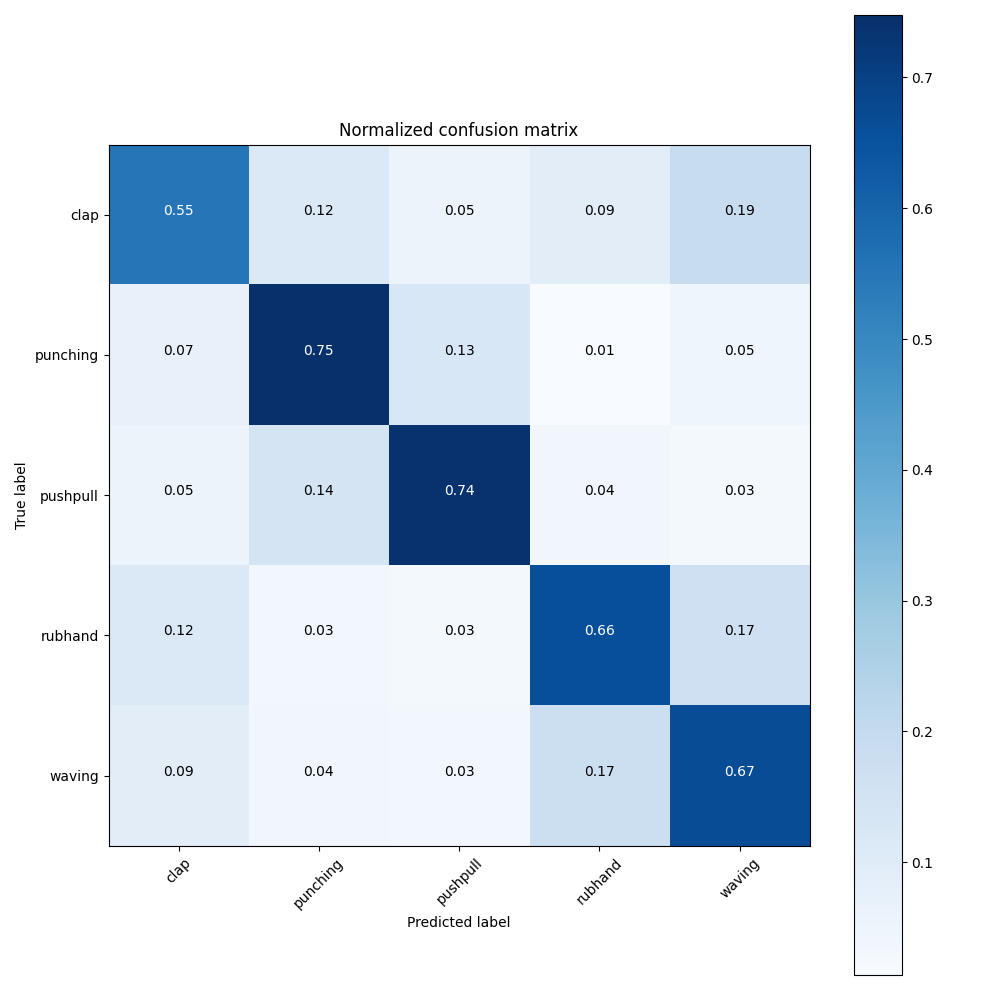 Normalized confusion matrix
clap 0.55 0.12 0.05 0.09 0.19
punching 0.07 0.75 0.13 0.01 0.05
pushpull 0.05 0.14 0.74 0.04 0.03
rubhand 0.12 0.03 0.03 0.66 0.17
waving 0.09 0.04 0.03 0.17 0.67
clap punching pushpull rubhand waving
Predicted label
True label
0.7
0.6
0.5
0.4
0.3
0.2
0.1